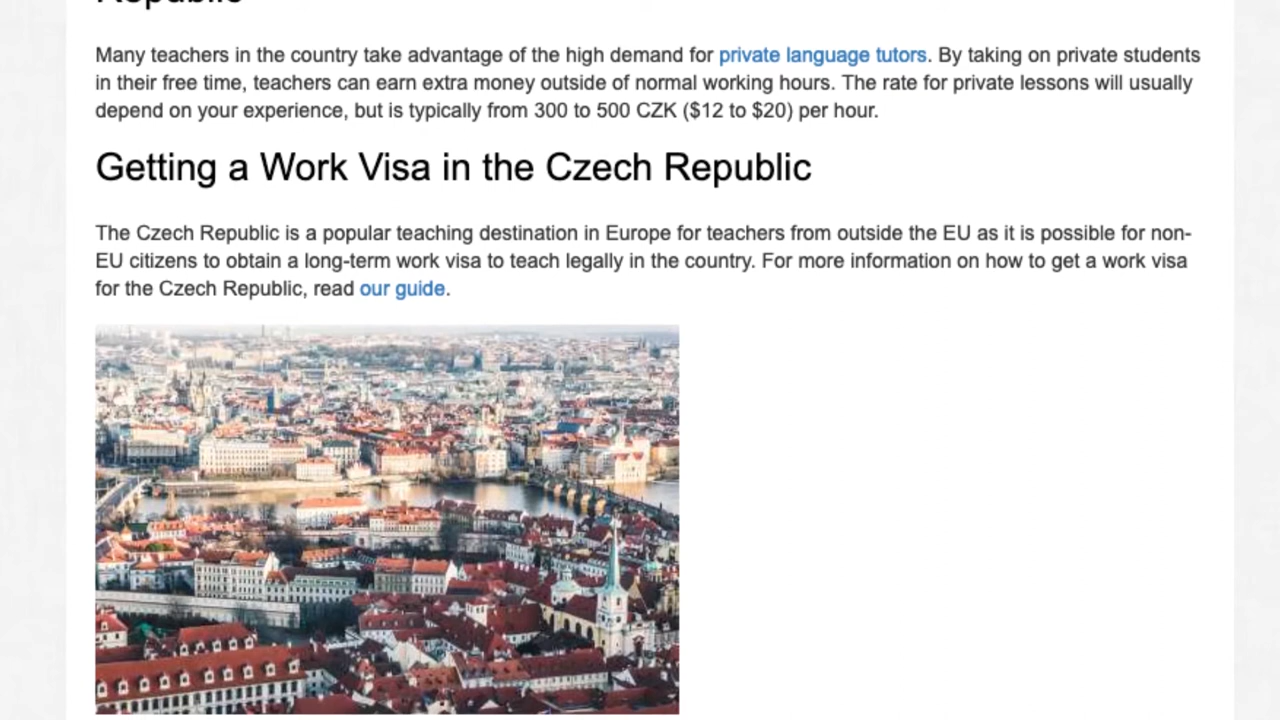 Republic
Many teachers in the country take advantage of the high demand for private language tutors. By taking on private students
in their free time, teachers can earn extra money outside of normal working hours. The rate for private lessons will usually
depend on your experience, but is typically from 300 to 500 CZK ($12 to $20) per hour.
Getting a Work Visa in the Czech Republic
The Czech Republic is a popular teaching destination in Europe for teachers from outside the EU as it is possible for non-
EU citizens to obtain a long-term work visa to teach legally in the country. For more information on how to get a work visa
for the Czech Republic, read our guide.